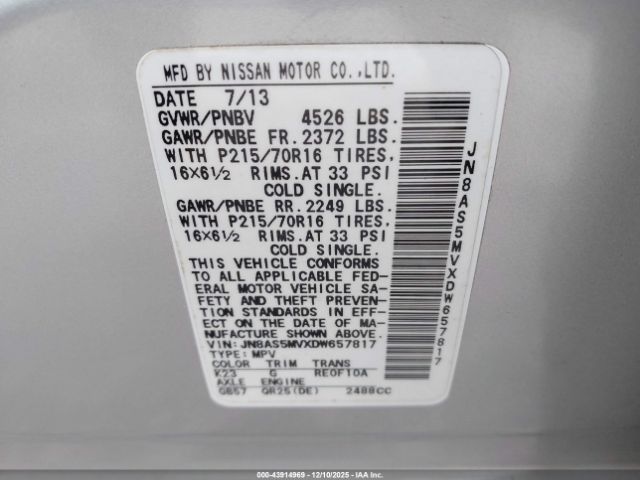 MFD BY NISSAN MOTOR CO.,LTD.
DATE 7/13
GVWR/PNBV 4526 LBS.
GAWR/PNBE FR. 2372 LBS.
WITH P215/70R16 TIRES,
16X6½ RIMS. AT 33 PSI
COLD SINGLE.
GAWR/PNBE RR. 2249 LBS.
WITH P215/70R16 TIRES,
16X6½ RIMS. AT 33 PSI
COLD SINGLE.
THIS VEHICLE CONFORMS
TO ALL APPLICABLE FED-
ERAL MOTOR VEHICLE SA-
FETY AND THEFT PREVEN-
TION STANDARDS IN EFF-
ECT ON THE DATE OF MA-
NUFACTURE SHOWN ABOVE.
VIN: JN8AS5MVXDW657817
TYPE: MPV
COLOR TRIM TRANS
K23 G RE0F10A
AXLE ENGINE
GB57 QR25(DE) 2488CC
JN8AS5MVXDW657817
000-43914969 - 12/10/2025 - IAAI.CA